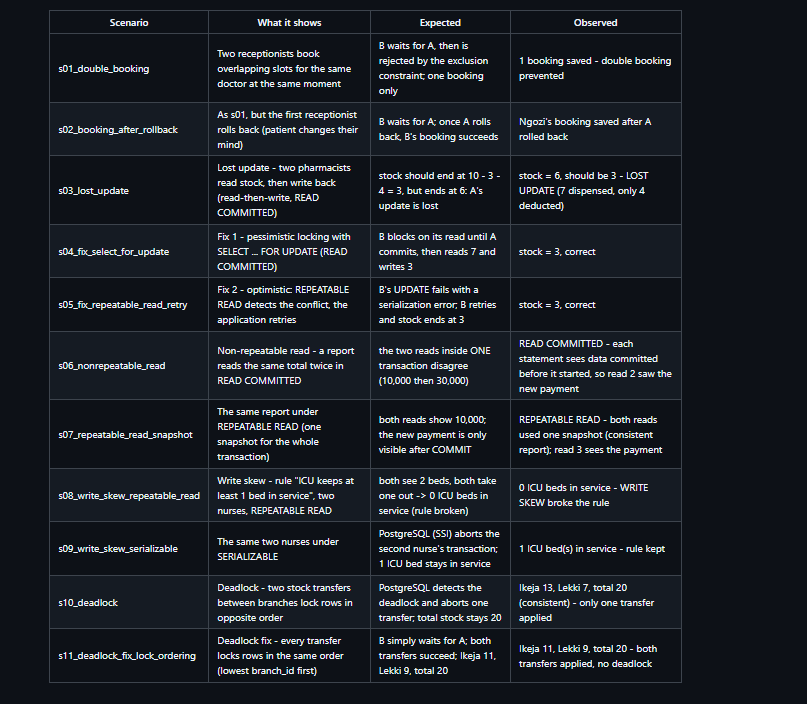 Scenario
What it shows
Expected
Observed
s01_double_booking
Two receptionists book
overlapping slots for the same
doctor at the same moment
B waits for A, then is
rejected by the exclusion
constraint; one booking
only
1 booking saved - double booking
prevented
s02_booking_after_rollback
As s01, but the first receptionist
rolls back (patient changes their
mind)
B waits for A; once A rolls
back, B's booking succeeds
Ngozi's booking saved after A
rolled back
s03_lost_update
Lost update - two pharmacists
read stock, then write back
(read-then-write, READ
COMMITTED)
stock should end at 10 - 3 -
4 = 3, but ends at 6: A's
update is lost
stock = 6, should be 3 - LOST
UPDATE (7 dispensed, only 4
deducted)
s04_fix_select_for_update
Fix 1 - pessimistic locking with
SELECT ... FOR UPDATE (READ
COMMITTED)
B blocks on its read until A
commits, then reads 7 and
writes 3
stock = 3, correct
s05_fix_repeatable_read_retry
Fix 2 - optimistic: REPEATABLE
READ detects the conflict, the
application retries
B's UPDATE fails with a
serialization error; B retries
and stock ends at 3
stock = 3, correct
s06_nonrepeatable_read
Non-repeatable read - a report
reads the same total twice in
READ COMMITTED
the two reads inside ONE
transaction disagree
(10,000 then 30,000)
READ COMMITTED - each
statement sees data committed
before it started, so read 2 saw the
new payment
s07_repeatable_read_snapshot
The same report under
REPEATABLE READ (one
snapshot for the whole
transaction)
both reads show 10,000;
the new payment is only
visible after COMMIT
REPEATABLE READ - both reads
used one snapshot (consistent
report); read 3 sees the payment
s08_write_skew_repeatable_read
Write skew - rule "ICU keeps at
least 1 bed in service", two
nurses, REPEATABLE READ
both see 2 beds, both take
one out -> 0 ICU beds in
service (rule broken)
0 ICU beds in service - WRITE
SKEW broke the rule
s09_write_skew_serializable
The same two nurses under
SERIALIZABLE
PostgreSQL (SSI) aborts the
second nurse's transaction;
1 ICU bed stays in service
1 ICU bed(s) in service - rule kept
s10_deadlock
Deadlock - two stock transfers
between branches lock rows in
opposite order
PostgreSQL detects the
deadlock and aborts one
transfer; total stock stays 20
Ikeja 13, Lekki 7, total 20
(consistent) - only one transfer
applied
s11_deadlock_fix_lock_ordering
Deadlock fix - every transfer
locks rows in the same order
(lowest branch_id first)
B simply waits for A; both
transfers succeed; Ikeja 11,
Lekki 9, total 20
Ikeja 11, Lekki 9, total 20 - both
transfers applied, no deadlock